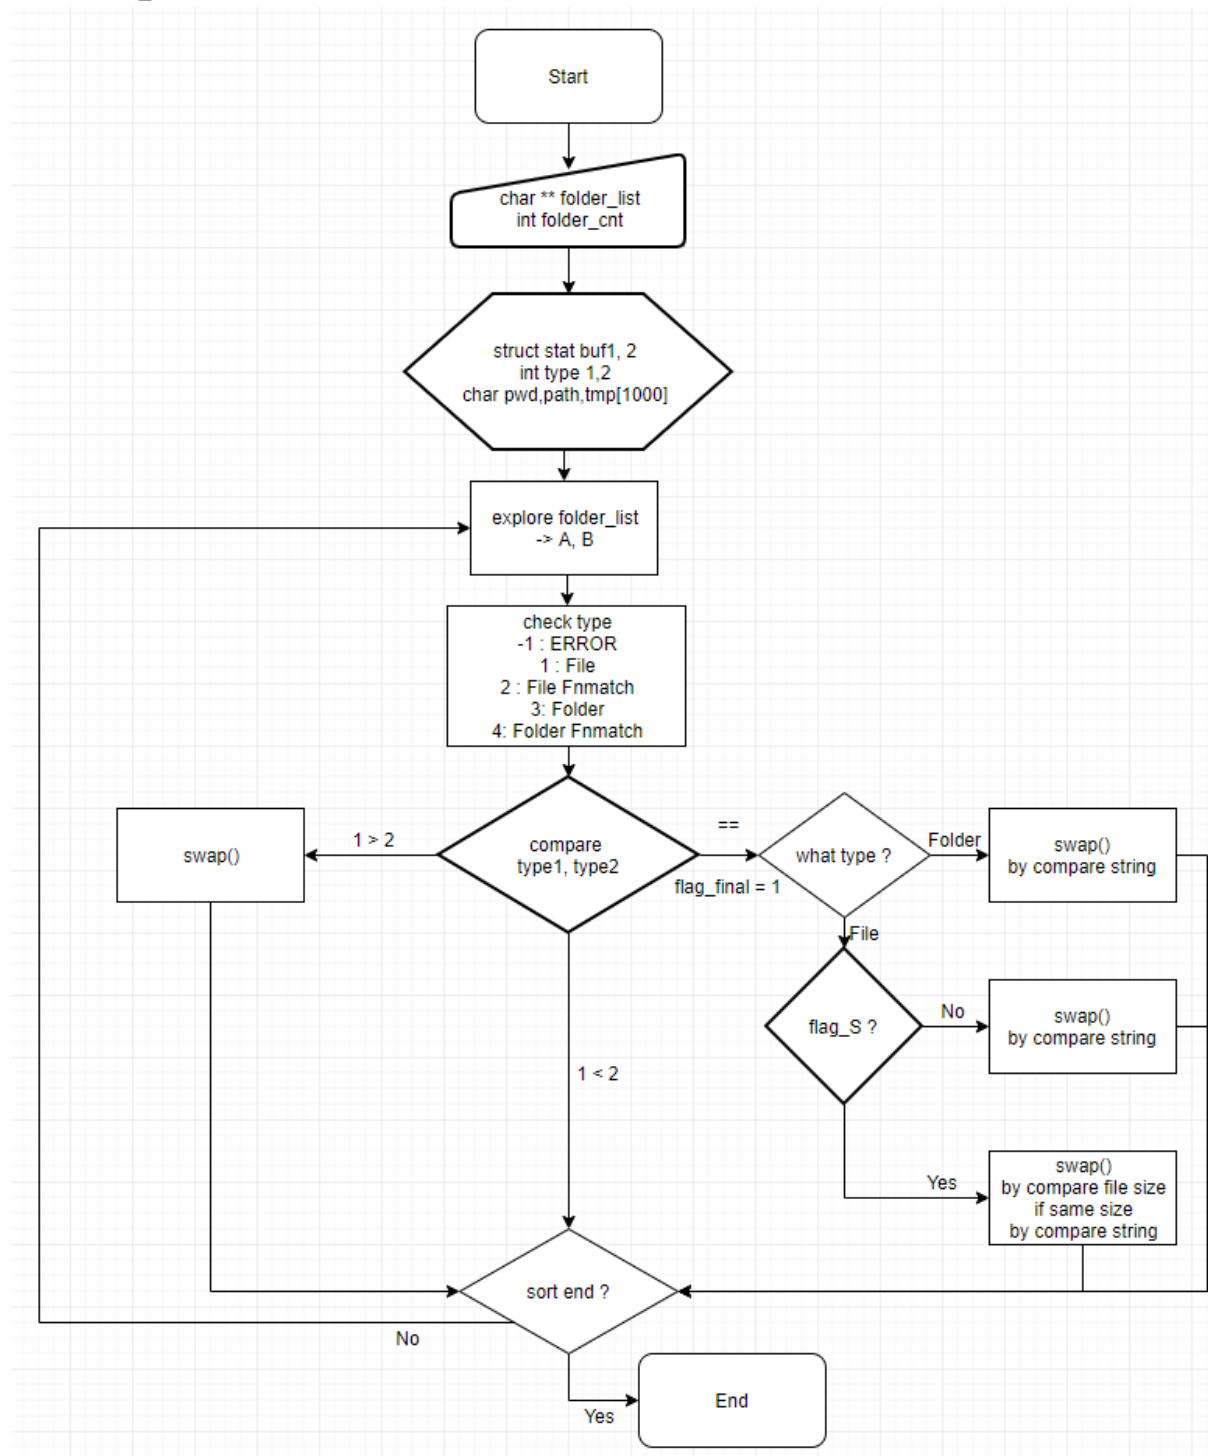 Start
char ** folder_list
int folder_cnt
struct stat buf1, 2
int type 1,2
char pwd,path,tmp[1000]
explore folder_list
-> A, B
check type
-1 : ERROR
1 : File
2 : File Fnmatch
3: Folder
4: Folder Fnmatch
swap()
1 > 2
compare
type1, type2
==
flag_final = 1
what type ?
Folder
swap()
by compare string
File
flag_S ?
No
swap()
by compare string
1 < 2
Yes
swap()
by compare file size
if same size
by compare string
sort end ?
No
Yes
End